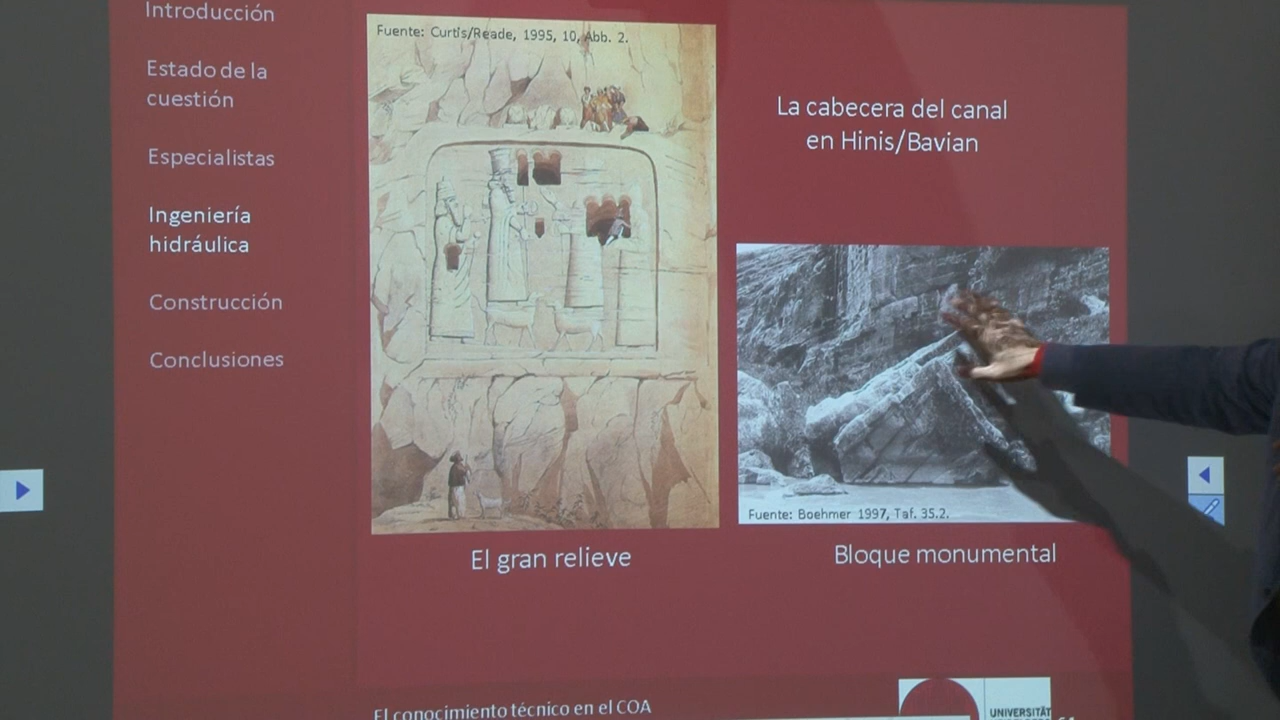 Introducción
Estado de la
cuestión
Especialistas
Ingeniería
hidráulica
Construcción
Conclusiones
Fuente: Curtis/Reade, 1995, 10, Abb. 2.
La cabecera del canal
en Hinis/Bavian
Fuente: Boehmer 1997, Taf. 35.2.
El gran relieve
Bloque monumental
El conocimiento técnico en el COA
UNIVERSITÄT